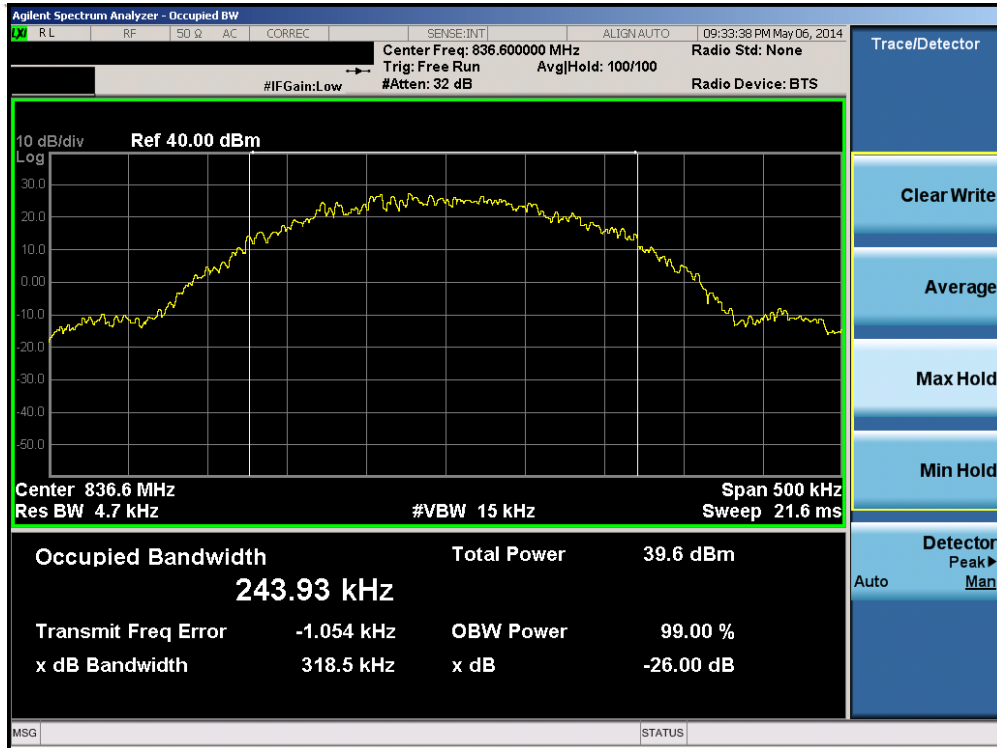 Agilent Spectrum Analyzer - Occupied BW
LXI RL RF 50 Ω AC CORREC SENSE:INT ALIGN AUTO 09:33:38 PM May 06, 2014
Center Freq: 836.600000 MHz Radio Std: None
Trig: Free Run Avg|Hold: 100/100
#IFGain:Low #Atten: 32 dB Radio Device: BTS
10 dB/div Ref 40.00 dBm
Log
30.0
20.0
10.0
0.00
-10.0
-20.0
-30.0
-40.0
-50.0
Center 836.6 MHz Span 500 kHz
Res BW 4.7 kHz #VBW 15 kHz Sweep 21.6 ms
Occupied Bandwidth Total Power 39.6 dBm
243.93 kHz
Transmit Freq Error -1.054 kHz OBW Power 99.00 %
x dB Bandwidth 318.5 kHz x dB -26.00 dB
MSG STATUS
Trace/Detector
Clear Write
Average
Max Hold
Min Hold
Detector
Peak▶
Auto Man